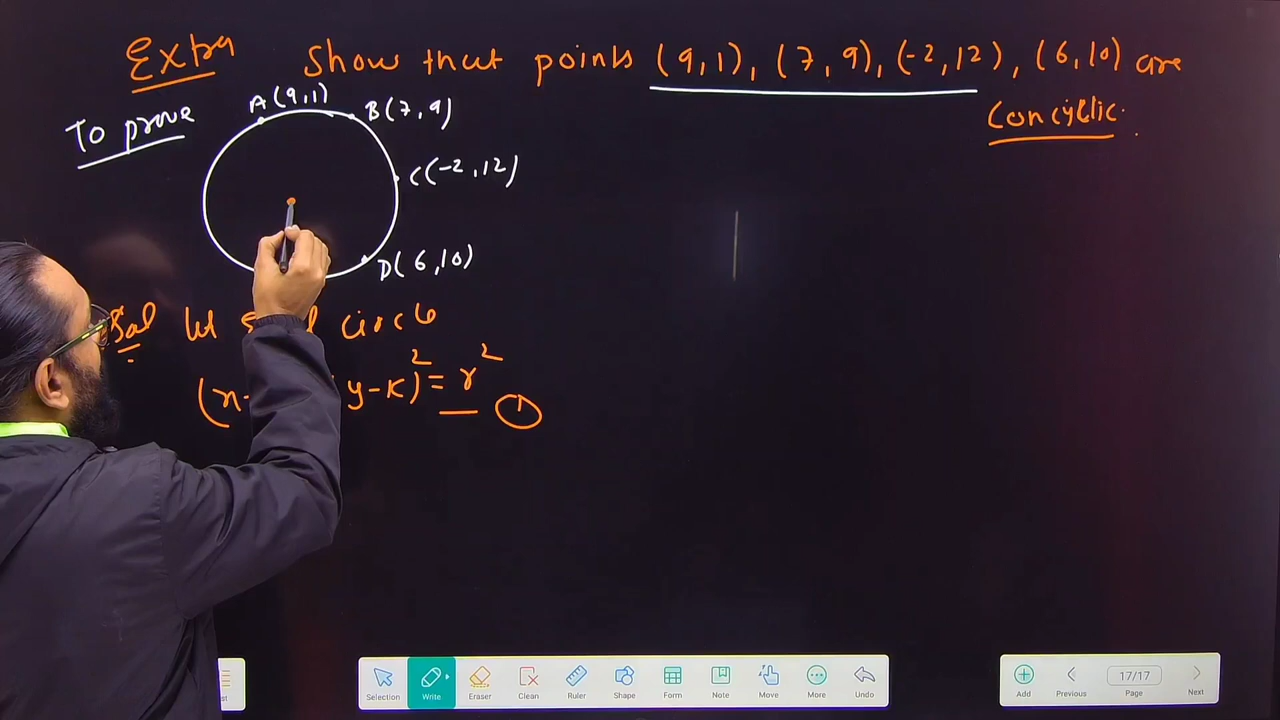 Extra Show that points (9,1), (7,9), (-2,12), (6,10) are
Concyclic.
To prove
A(9,1)
B(7,9)
C(-2,12)
D(6,10)
Sol let circle
y-k)² = r² ①
Selection Write Eraser Clean Ruler Shape Form Note Move More Undo
Add Previous 17/17 Page Next